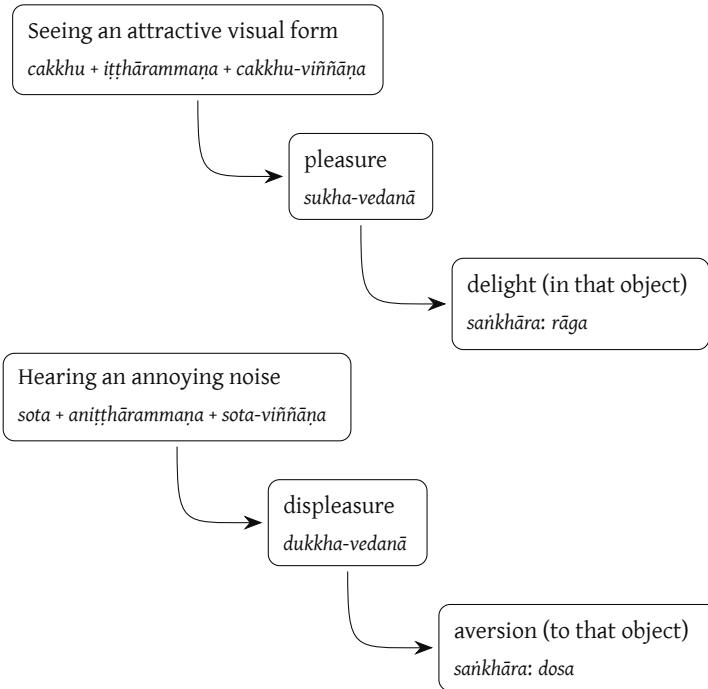 Seeing an attractive visual form
cakkhu + iṭṭhārammaṇa + cakkhu-viññāṇa
pleasure
sukha-vedanā
delight (in that object)
saṅkhāra: rāga
Hearing an annoying noise
sota + aniṭṭhārammaṇa + sota-viññāṇa
displeasure
dukkha-vedanā
aversion (to that object)
saṅkhāra: dosa